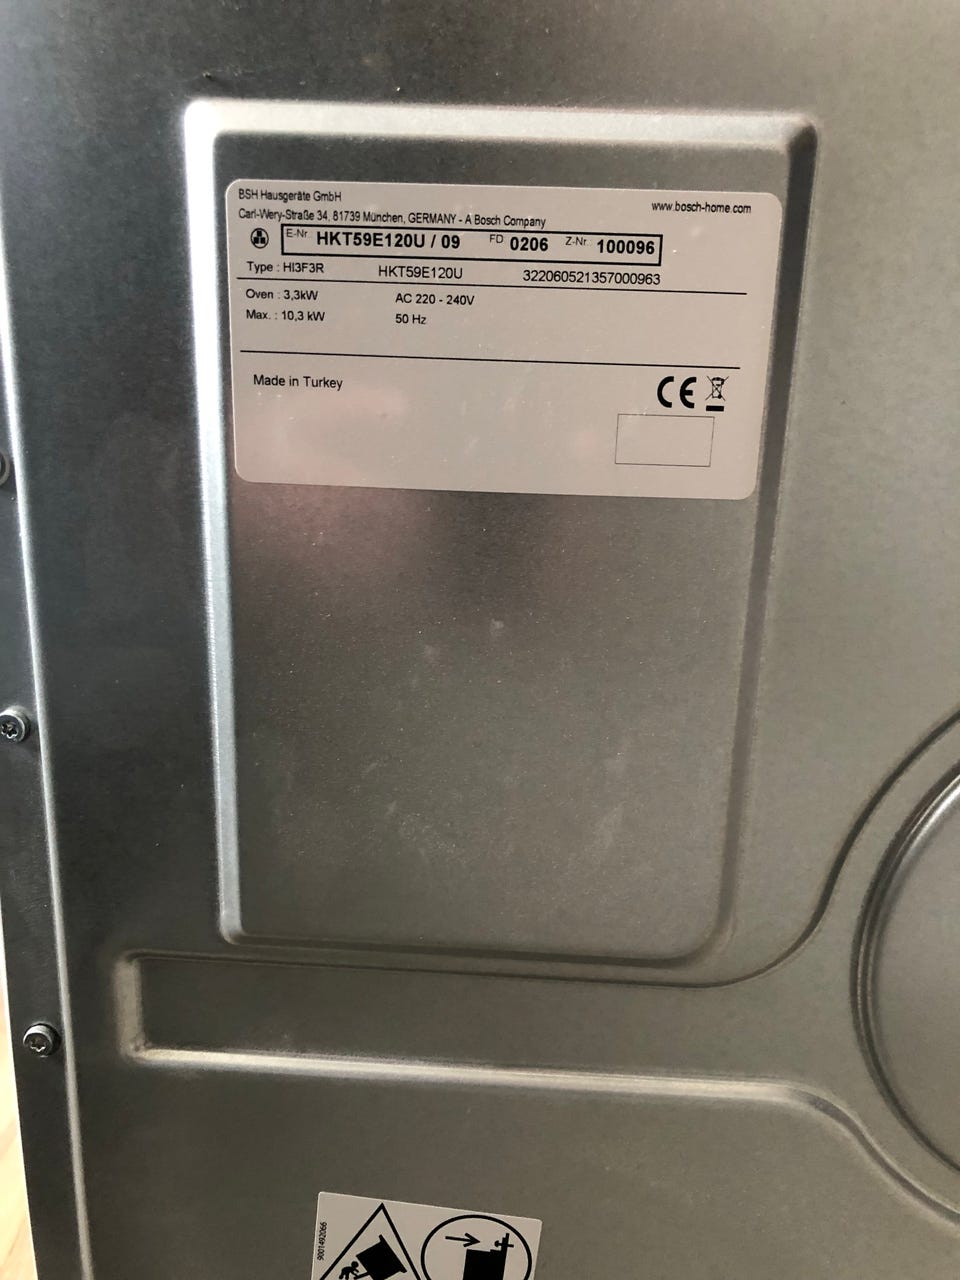 BSH Hausgeräte GmbH
www.bosch-home.com
Carl-Wery-Straße 34, 81739 München, GERMANY - A Bosch Company
E-Nr HKT59E120U / 09 FD 0206 Z-Nr. 100096
Type : HI3F3R HKT59E120U 322060521357000963
Oven : 3,3kW AC 220 - 240V
Max. : 10,3 kW 50 Hz
Made in Turkey
CE
9001492066